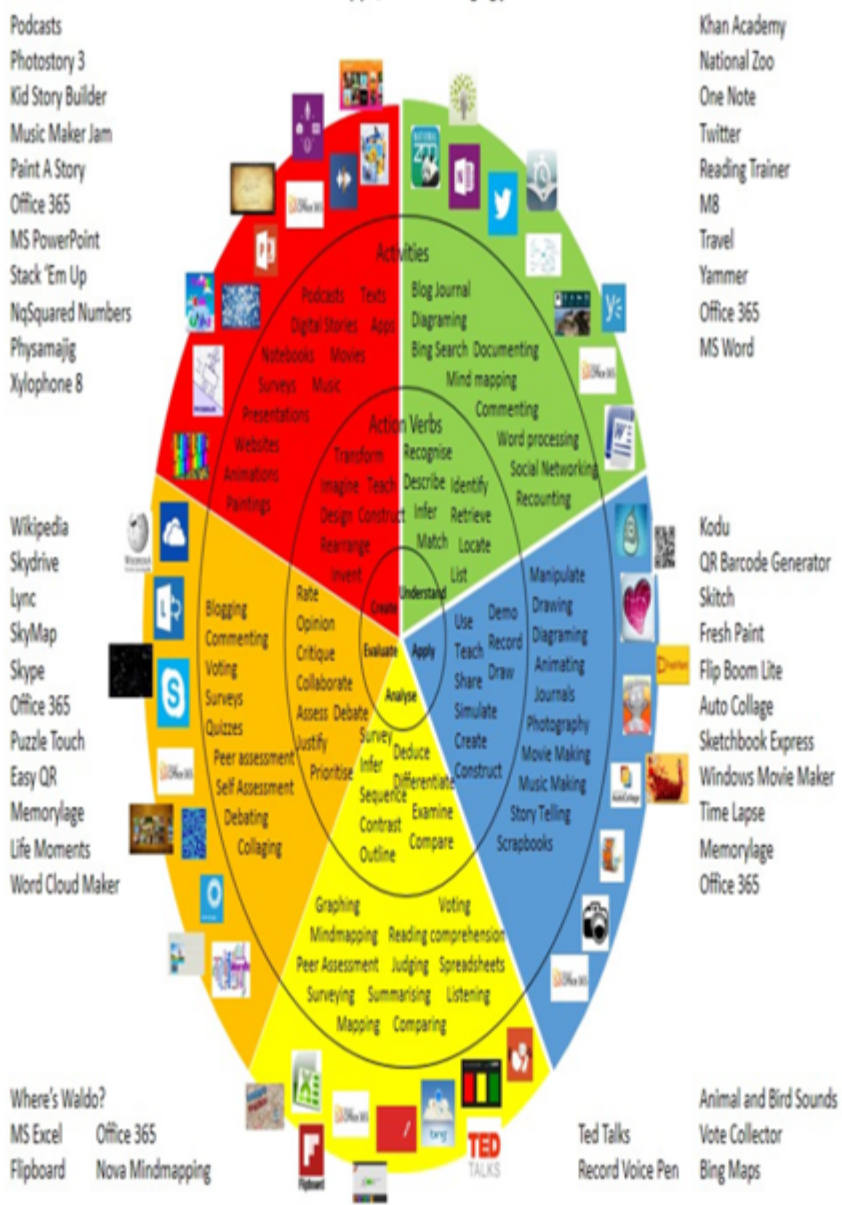 Podcasts
Photostory 3
Kid Story Builder
Music Maker Jam
Paint A Story
Office 365
MS PowerPoint
Stack 'Em Up
NqSquared Numbers
Physamajig
Xylophone 8
Khan Academy
National Zoo
One Note
Twitter
Reading Trainer
M8
Travel
Yammer
Office 365
MS Word
Activities
Podcasts Texts
Digital Stories Apps
Notebooks Movies
Surveys Music
Presentations
Websites
Animations
Paintings
Blog Journal
Diagraming
Bing Search Documenting
Mind mapping
Commenting
Word processing
Social Networking
Recounting
Action Verbs
Transform
Imagine Teach
Design Construct
Rearrange
Invent
Create
Recognise
Describe Identify
Infer Retrieve
Match Locate
List
Understand
Wikipedia
Skydrive
Lync
SkyMap
Skype
Office 365
Puzzle Touch
Easy QR
Memorylage
Life Moments
Word Cloud Maker
Blogging
Commenting
Voting
Surveys
Quizzes
Peer assessment
Self Assessment
Debating
Collaging
Rate
Opinion
Critique
Collaborate
Assess Debate
Justify
Prioritise
Evaluate
Apply
Analyse
Use Demo
Teach Record
Share Draw
Simulate
Create
Construct
Manipulate
Drawing
Diagraming
Animating
Journals
Photography
Movie Making
Music Making
Story Telling
Scrapbooks
Kodu
QR Barcode Generator
Skitch
Fresh Paint
Flip Boom Lite
Auto Collage
Sketchbook Express
Windows Movie Maker
Time Lapse
Memorylage
Office 365
Survey
Deduce
Infer
Differentiate
Sequence
Examine
Contrast
Compare
Outline
Graphing Voting
Mindmapping Reading comprehension
Peer Assessment Judging Spreadsheets
Surveying Summarising Listening
Mapping Comparing
bing
TED
TALKS
Flipboard
Where's Waldo?
MS Excel Office 365
Flipboard Nova Mindmapping
Ted Talks
Record Voice Pen
Animal and Bird Sounds
Vote Collector
Bing Maps